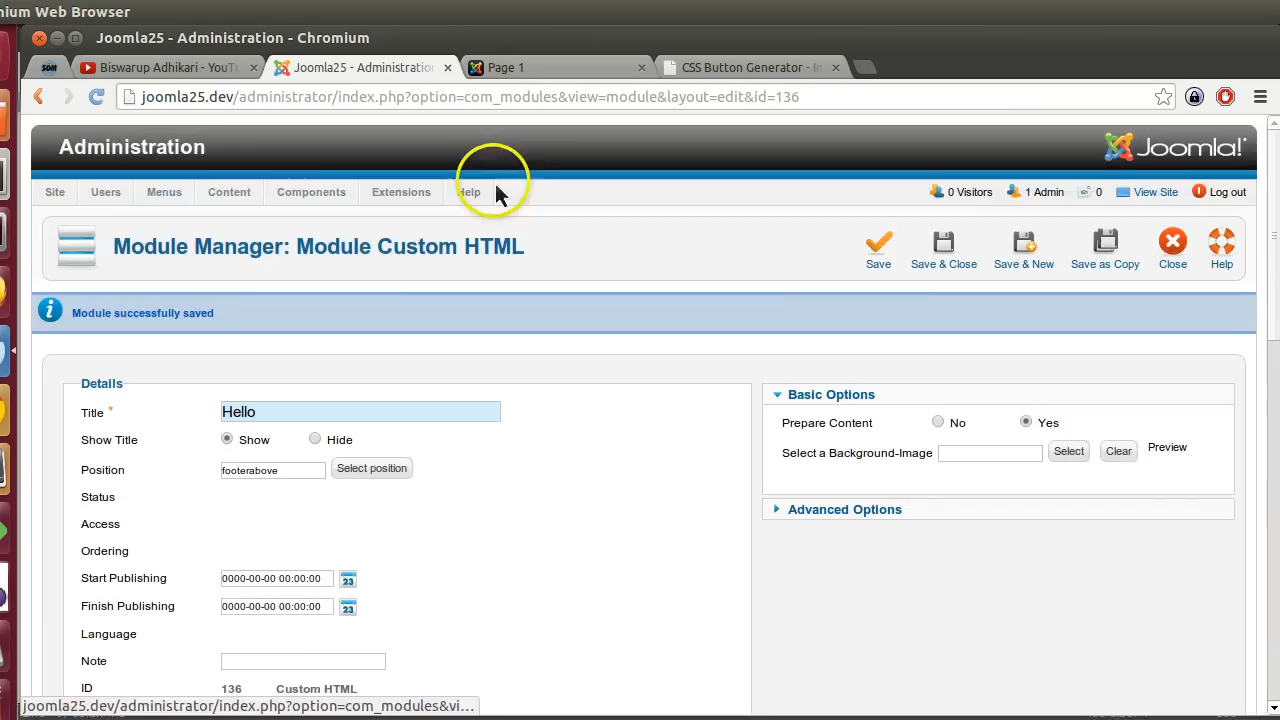 nium Web Browser
Joomla25 - Administration - Chromium
SOM
Biswarup Adhikari - YouTu
Joomla25 - Administratio
Page 1
CSS Button Generator - Im
joomla25.dev/administrator/index.php?option=com_modules&view=module&layout=edit&id=136
Administration
Joomla!
Site Users Menus Content Components Extensions Help
0 Visitors 1 Admin 0 View Site Log out
Module Manager: Module Custom HTML
Save Save & Close Save & New Save as Copy Close Help
Module successfully saved
Details
Title * Hello
Show Title Show Hide
Position footerabove Select position
Status
Access
Ordering
Start Publishing 0000-00-00 00:00:00 23
Finish Publishing 0000-00-00 00:00:00 23
Language
Note
ID 136 Custom HTML
Basic Options
Prepare Content No Yes
Select a Background-Image Select Clear Preview
Advanced Options
joomla25.dev/administrator/index.php?option=com_modules&vi...